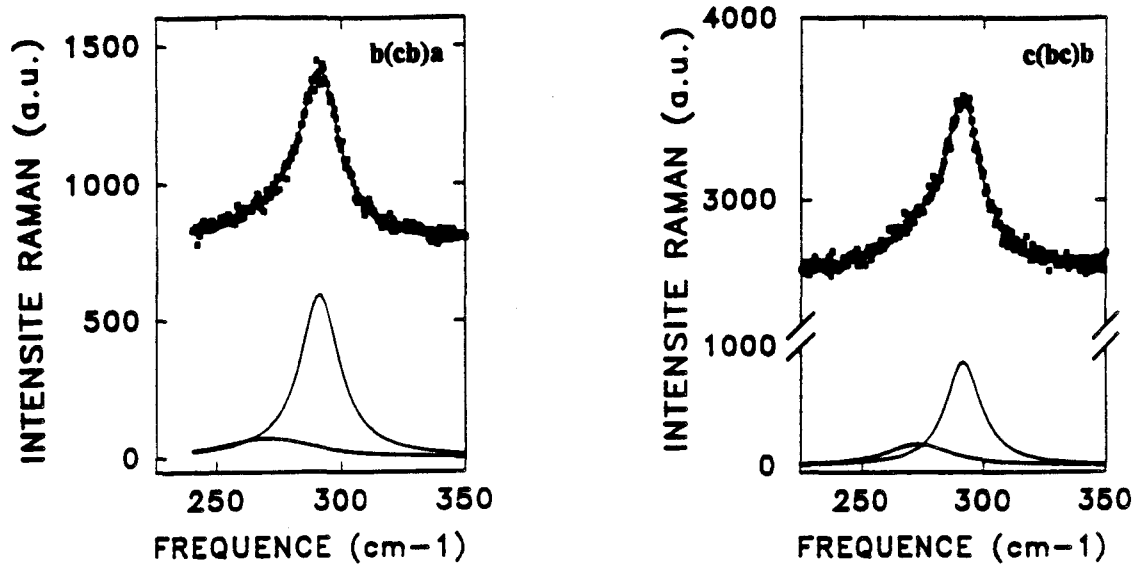 INTENSITE RAMAN (a.u.)
1500
1000
500
0
b(cb)a
250 300 350
FREQUENCE (cm-1)
INTENSITE RAMAN (a.u.)
4000
3000
1000
0
c(bc)b
250 300 350
FREQUENCE (cm-1)